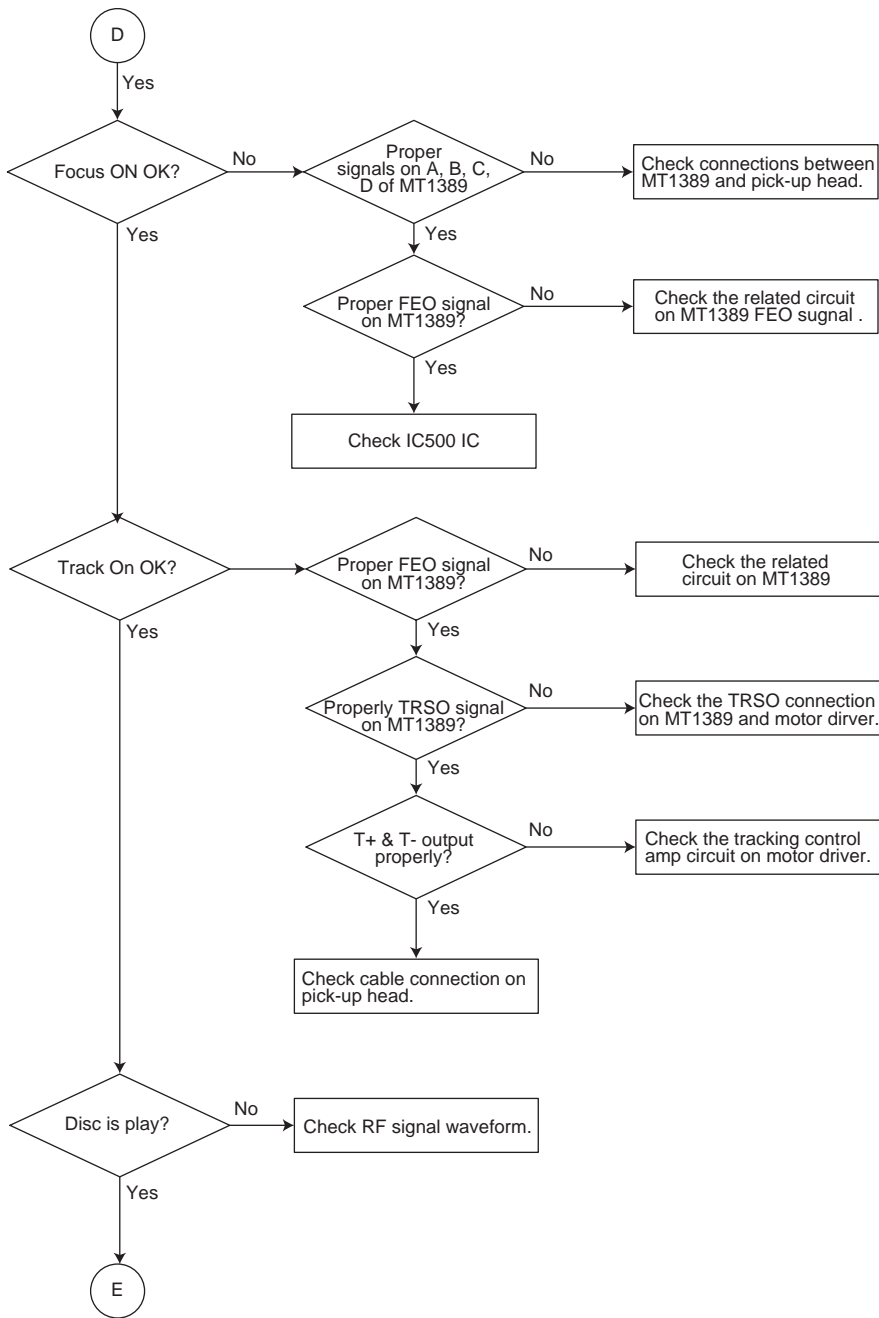 D
Yes
Focus ON OK?
No
Proper
signals on A, B, C,
D of MT1389
No
Check connections between
MT1389 and pick-up head.
Yes
Yes
Proper FEO signal
on MT1389?
No
Check the related circuit
on MT1389 FEO sugnal .
Yes
Check IC500 IC
Track On OK?
Proper FEO signal
on MT1389?
No
Check the related
circuit on MT1389
Yes
Yes
Properly TRSO signal
on MT1389?
No
Check the TRSO connection
on MT1389 and motor dirver.
Yes
T+ & T- output
properly?
No
Check the tracking control
amp circuit on motor driver.
Yes
Check cable connection on
pick-up head.
Disc is play?
No
Check RF signal waveform.
Yes
E